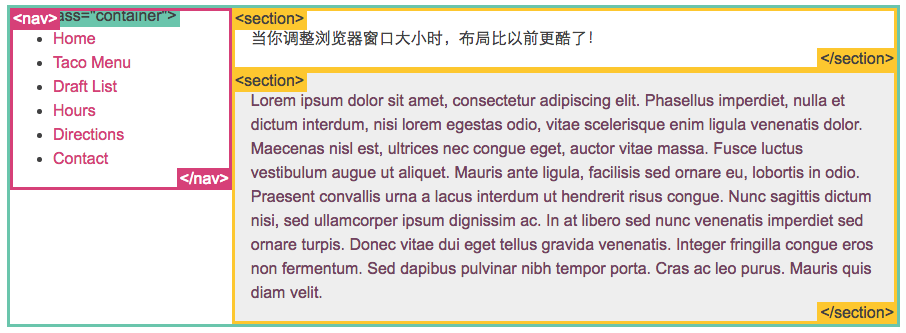 <nav>
ass="container">
Home
Taco Menu
Draft List
Hours
Directions
Contact
</nav>
<section>
当你调整浏览器窗口大小时，布局比以前更酷了！
</section>
<section>
Lorem ipsum dolor sit amet, consectetur adipiscing elit. Phasellus imperdiet, nulla et
dictum interdum, nisi lorem egestas odio, vitae scelerisque enim ligula venenatis dolor.
Maecenas nisl est, ultrices nec congue eget, auctor vitae massa. Fusce luctus
vestibulum augue ut aliquet. Mauris ante ligula, facilisis sed ornare eu, lobortis in odio.
Praesent convallis urna a lacus interdum ut hendrerit risus congue. Nunc sagittis dictum
nisi, sed ullamcorper ipsum dignissim ac. In at libero sed nunc venenatis imperdiet sed
ornare turpis. Donec vitae dui eget tellus gravida venenatis. Integer fringilla congue eros
non fermentum. Sed dapibus pulvinar nibh tempor porta. Cras ac leo purus. Mauris quis
diam velit.
</section>